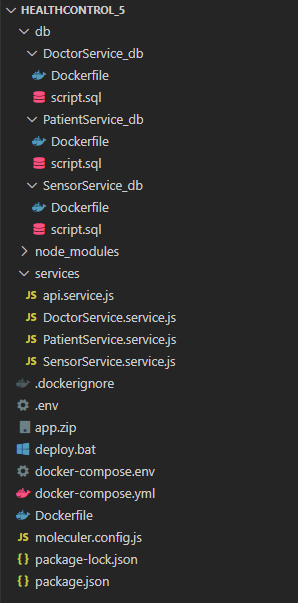 HEALTHCONTROL_5
db
DoctorService_db
Dockerfile
script.sql
PatientService_db
Dockerfile
script.sql
SensorService_db
Dockerfile
script.sql
node_modules
services
JS api.service.js
JS DoctorService.service.js
JS PatientService.service.js
JS SensorService.service.js
.dockerignore
.env
app.zip
deploy.bat
docker-compose.env
docker-compose.yml
Dockerfile
JS moleculer.config.js
{ } package-lock.json
{ } package.json